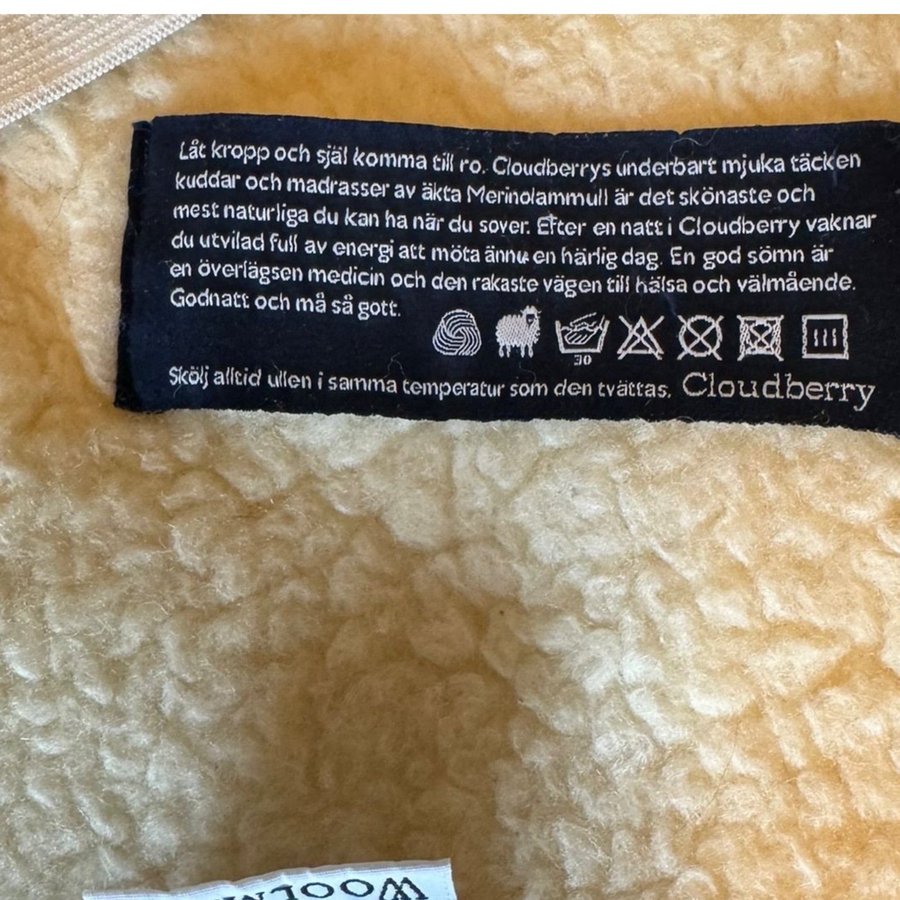 Låt kropp och själ komma till ro. Cloudberrys underbart mjuka täcken
kuddar och madrasser av äkta Merinolammull är det skönaste och
mest naturliga du kan ha när du sover. Efter en natt i Cloudberry vaknar
du utvilad full av energi att möta ännu en härlig dag. En god sömn är
en överlägsen medicin och den rakaste vägen till hälsa och välmående.
Godnatt och må så gott.
30
Skölj alltid ullen i samma temperatur som den tvättas. Cloudberry